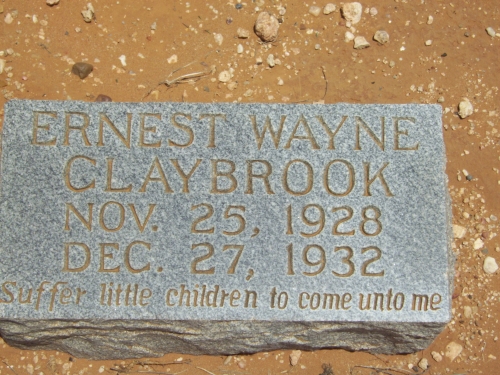 ERNEST WAYNE
CLAYBROOK
NOV. 25, 1928
DEC. 27, 1932
Suffer little children to come unto me